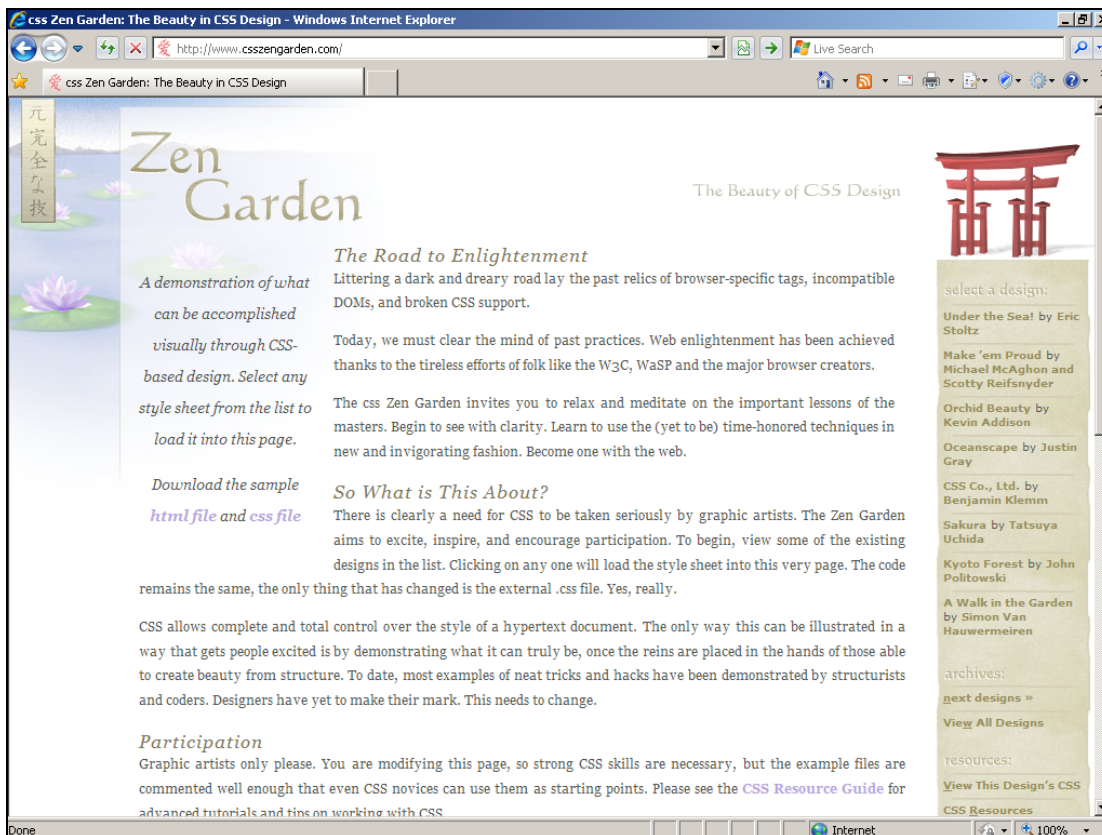 css Zen Garden: The Beauty in CSS Design - Windows Internet Explorer
http://www.csszengarden.com/
Live Search
css Zen Garden: The Beauty in CSS Design
元
完
全
な
技
Zen
Garden
The Beauty of CSS Design
A demonstration of what
can be accomplished
visually through CSS-
based design. Select any
style sheet from the list to
load it into this page.
Download the sample
html file and css file
The Road to Enlightenment
Littering a dark and dreary road lay the past relics of browser-specific tags, incompatible
DOMs, and broken CSS support.
Today, we must clear the mind of past practices. Web enlightenment has been achieved
thanks to the tireless efforts of folk like the W3C, WaSP and the major browser creators.
The css Zen Garden invites you to relax and meditate on the important lessons of the
masters. Begin to see with clarity. Learn to use the (yet to be) time-honored techniques in
new and invigorating fashion. Become one with the web.
So What is This About?
There is clearly a need for CSS to be taken seriously by graphic artists. The Zen Garden
aims to excite, inspire, and encourage participation. To begin, view some of the existing
designs in the list. Clicking on any one will load the style sheet into this very page. The code
remains the same, the only thing that has changed is the external .css file. Yes, really.
CSS allows complete and total control over the style of a hypertext document. The only way this can be illustrated in a
way that gets people excited is by demonstrating what it can truly be, once the reins are placed in the hands of those able
to create beauty from structure. To date, most examples of neat tricks and hacks have been demonstrated by structurists
and coders. Designers have yet to make their mark. This needs to change.
Participation
Graphic artists only please. You are modifying this page, so strong CSS skills are necessary, but the example files are
commented well enough that even CSS novices can use them as starting points. Please see the CSS Resource Guide for
advanced tutorials and tips on working with CSS.
select a design:
Under the Sea! by Eric
Stoltz
Make 'em Proud by
Michael McAghon and
Scotty Reifsnyder
Orchid Beauty by
Kevin Addison
Oceanscape by Justin
Gray
CSS Co., Ltd. by
Benjamin Klemm
Sakura by Tatsuya
Uchida
Kyoto Forest by John
Politowski
A Walk in the Garden
by Simon Van
Hauwermeiren
archives:
next designs »
View All Designs
resources:
View This Design's CSS
CSS Resources
Done
Internet
100%